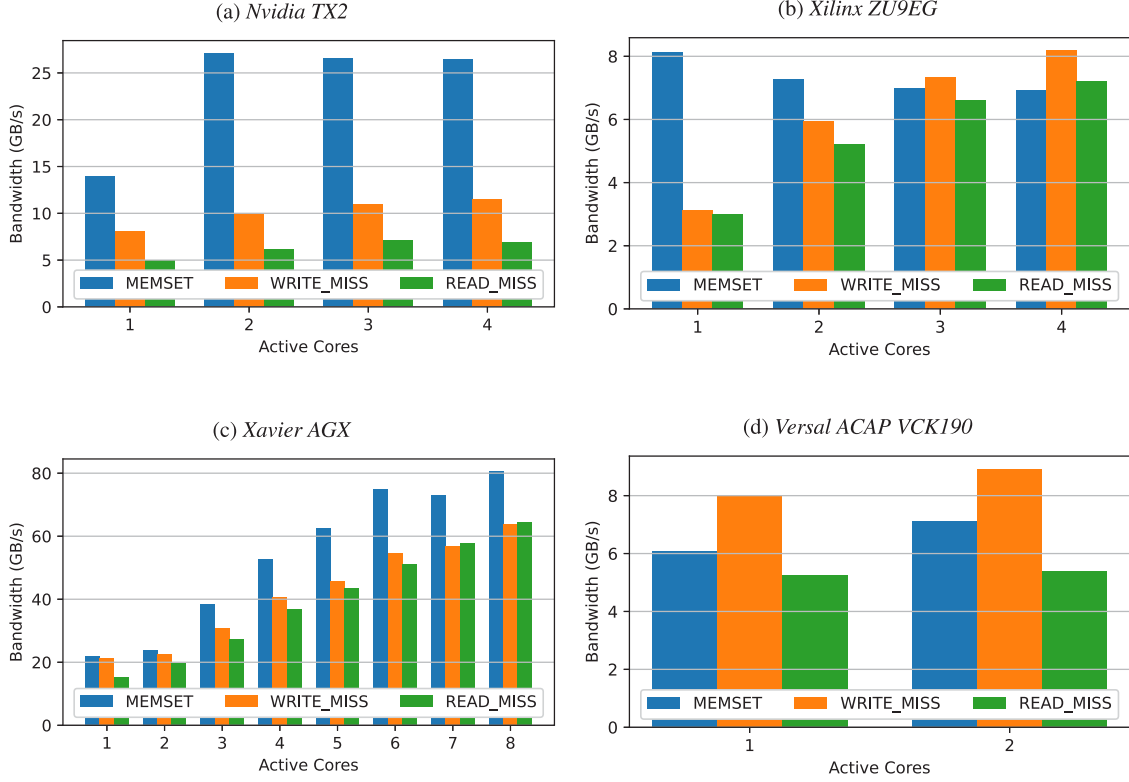 (a) Nvidia TX2
Bandwidth (GB/s)
25
20
15
10
5
0
MEMSET WRITE_MISS READ_MISS
1 2 3 4
Active Cores
(b) Xilinx ZU9EG
Bandwidth (GB/s)
8
6
4
2
0
MEMSET WRITE_MISS READ_MISS
1 2 3 4
Active Cores
(c) Xavier AGX
Bandwidth (GB/s)
80
60
40
20
0
MEMSET WRITE_MISS READ_MISS
1 2 3 4 5 6 7 8
Active Cores
(d) Versal ACAP VCK190
Bandwidth (GB/s)
8
6
4
2
0
MEMSET WRITE_MISS READ_MISS
1 2
Active Cores